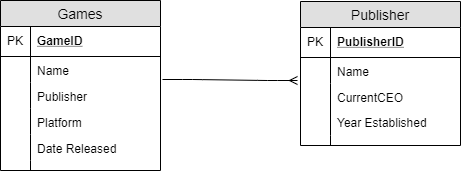 Games
PK GameID
Name
Publisher
Platform
Date Released
Publisher
PK PublisherID
Name
CurrentCEO
Year Established